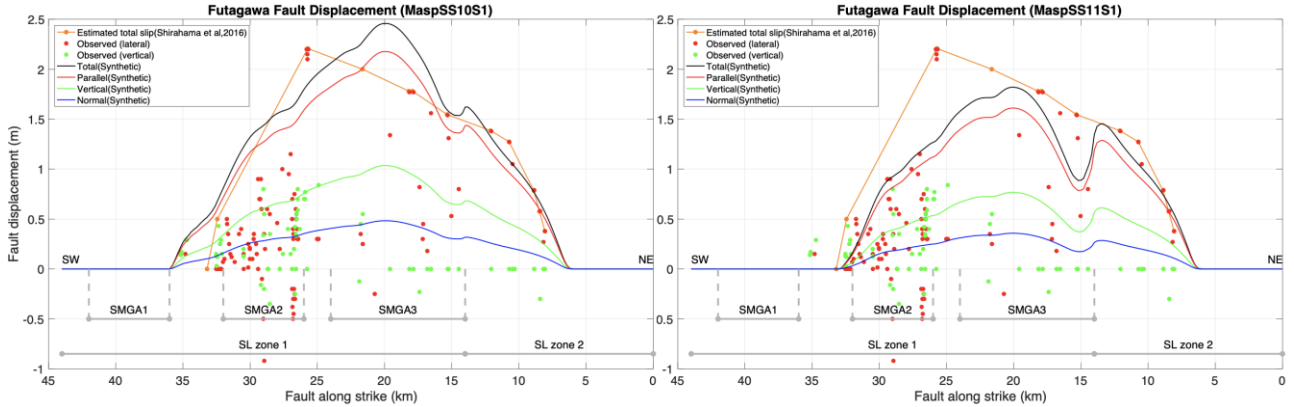 Futagawa Fault Displacement (MaspSS10S1)
Estimated total slip(Shirahama et al,2016)
Observed (lateral)
Observed (vertical)
Total(Synthetic)
Parallel(Synthetic)
Vertical(Synthetic)
Normal(Synthetic)
2.5
2
1.5
1
0.5
0
-0.5
-1
Fault displacement (m)
SW
NE
SMGA1
SMGA2
SMGA3
SL zone 1
SL zone 2
45 40 35 30 25 20 15 10 5 0
Fault along strike (km)
Futagawa Fault Displacement (MaspSS11S1)
Estimated total slip(Shirahama et al,2016)
Observed (lateral)
Observed (vertical)
Total(Synthetic)
Parallel(Synthetic)
Vertical(Synthetic)
Normal(Synthetic)
2.5
2
1.5
1
0.5
0
-0.5
-1
SW
NE
SMGA1
SMGA2
SMGA3
SL zone 1
SL zone 2
45 40 35 30 25 20 15 10 5 0
Fault along strike (km)